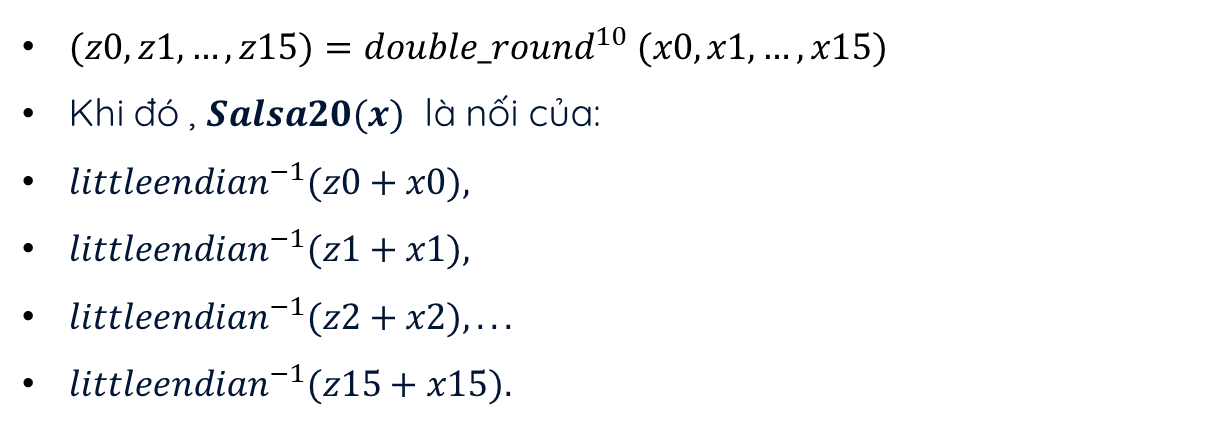 • (z0, z1, …, z15) = double_round¹⁰ (x0, x1, …, x15)
• Khi đó , Salsa20(x) là nối của:
• littleendian⁻¹(z0 + x0),
• littleendian⁻¹(z1 + x1),
• littleendian⁻¹(z2 + x2), …
• littleendian⁻¹(z15 + x15).